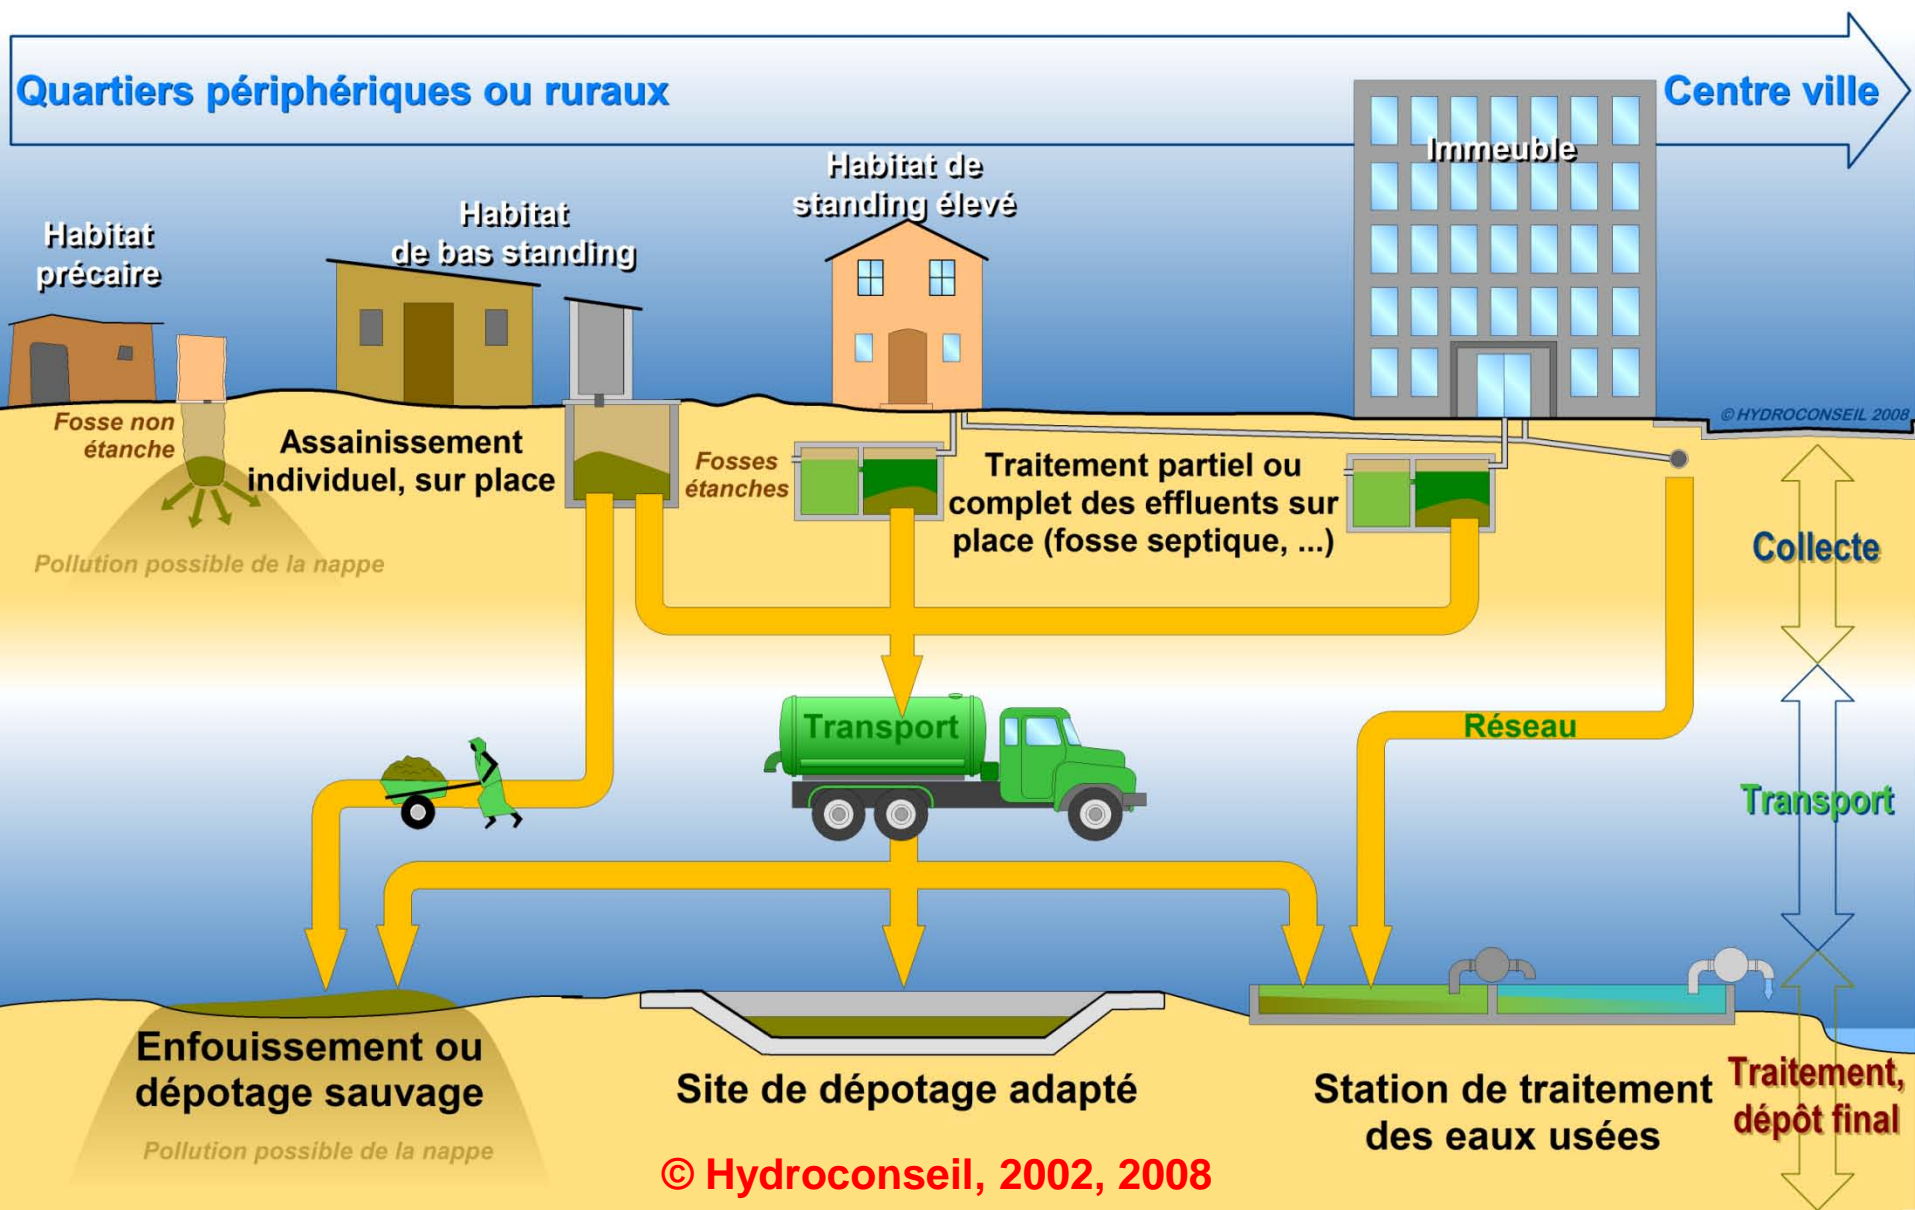 Quartiers périphériques ou ruraux
Centre ville
Habitat
précaire
Habitat
de bas standing
Habitat de
standing élevé
Immeuble
© HYDROCONSEIL 2008
Fosse non
étanche
Assainissement
individuel, sur place
Fosses
étanches
Traitement partiel ou
complet des effluents sur
place (fosse septique, ...)
Pollution possible de la nappe
Collecte
Transport
Réseau
Transport
Enfouissement ou
dépotage sauvage
Pollution possible de la nappe
Site de dépotage adapté
Station de traitement
des eaux usées
Traitement,
dépôt final
© Hydroconseil, 2002, 2008